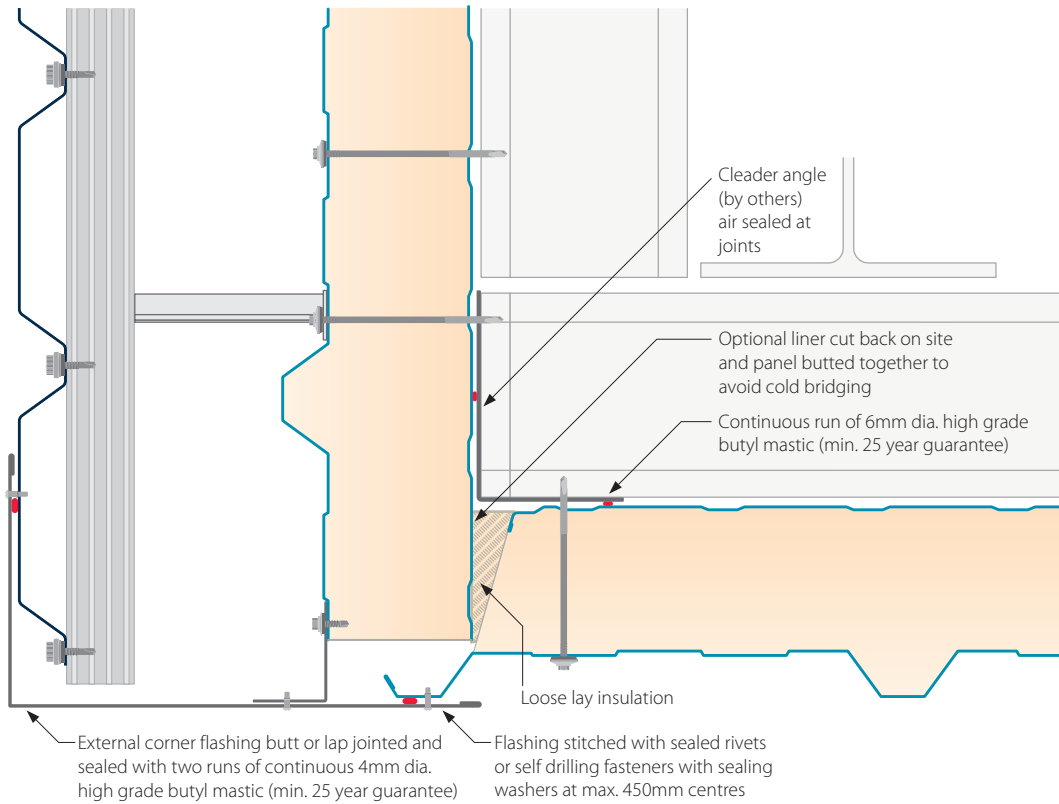 Cleader angle
(by others)
air sealed at
joints
Optional liner cut back on site
and panel butted together to
avoid cold bridging
Continuous run of 6mm dia. high grade
butyl mastic (min. 25 year guarantee)
Loose lay insulation
External corner flashing butt or lap jointed and
sealed with two runs of continuous 4mm dia.
high grade butyl mastic (min. 25 year guarantee)
Flashing stitched with sealed rivets
or self drilling fasteners with sealing
washers at max. 450mm centres